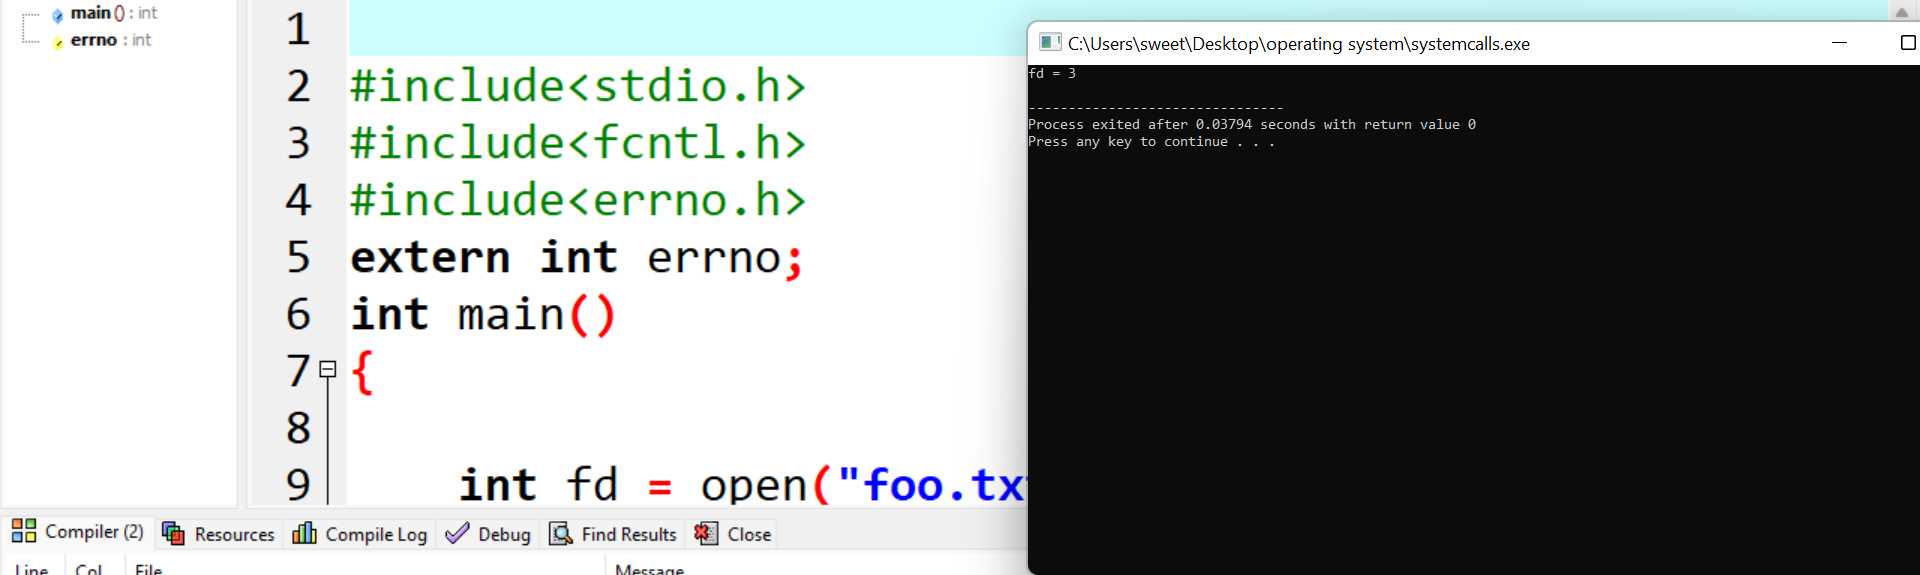 main() : int
errno : int
1
2 #include<stdio.h>
3 #include<fcntl.h>
4 #include<errno.h>
5 extern int errno;
6 int main()
7 {
8
9 int fd = open("foo.tx
C:\Users\sweet\Desktop\operating system\systemcalls.exe
fd = 3
--------------------------------
Process exited after 0.03794 seconds with return value 0
Press any key to continue . . .
Compiler (2) Resources Compile Log Debug Find Results Close
Line Col File Message